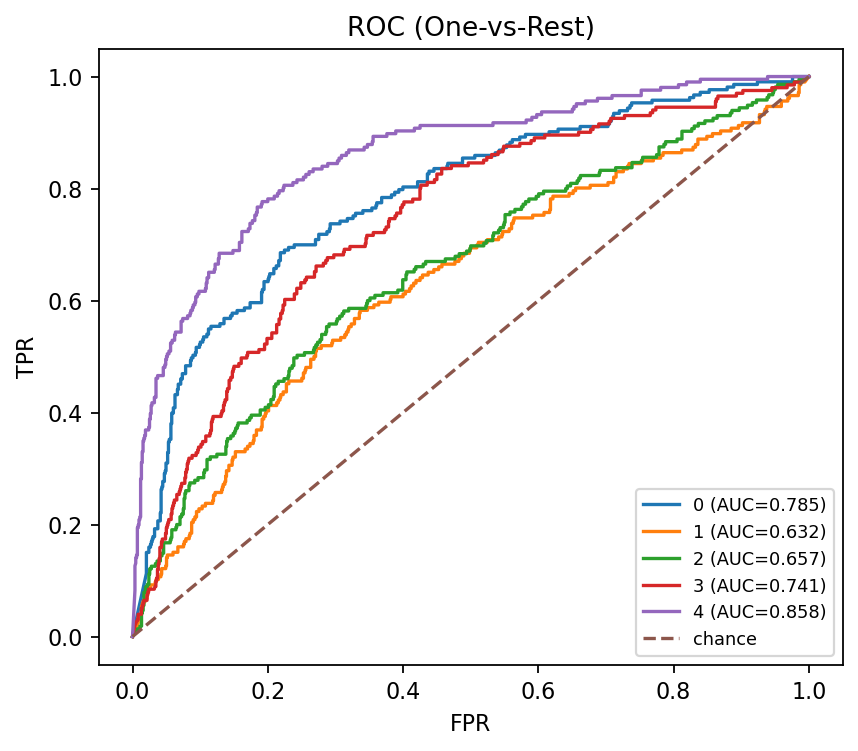 ROC (One-vs-Rest)
TPR
1.0
0.8
0.6
0.4
0.2
0.0
0.0 0.2 0.4 0.6 0.8 1.0
FPR
0 (AUC=0.785)
1 (AUC=0.632)
2 (AUC=0.657)
3 (AUC=0.741)
4 (AUC=0.858)
chance